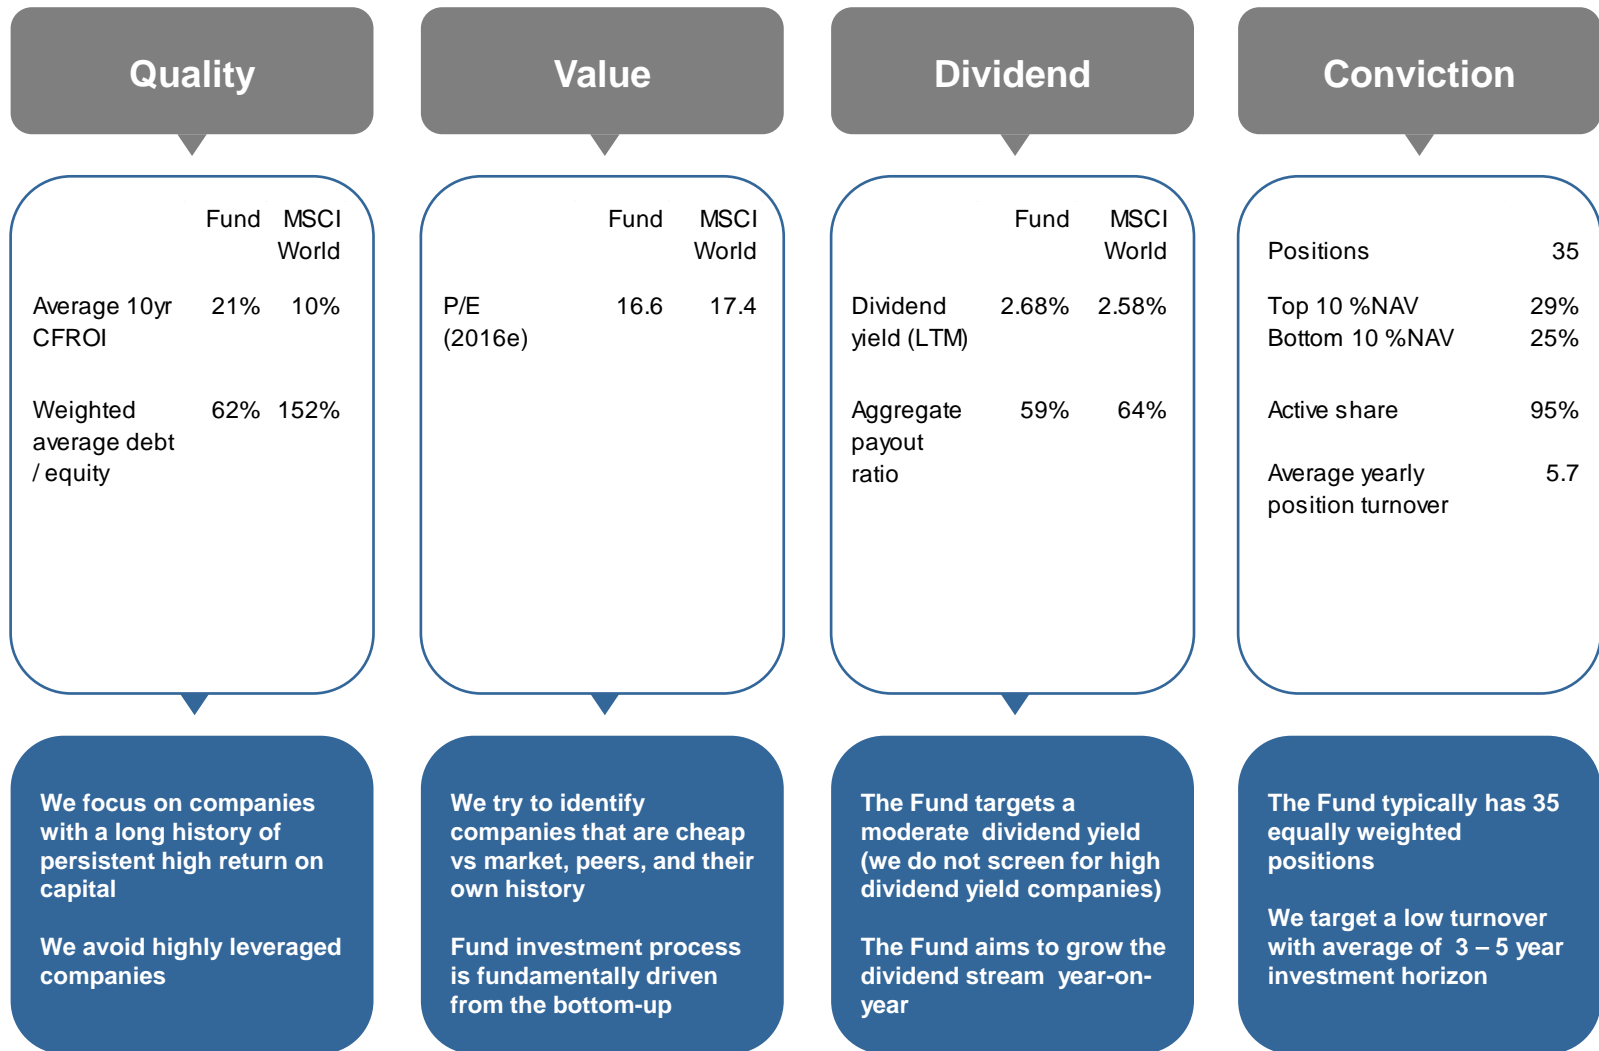 Quality
Fund MSCI
World
Average 10yr 21% 10%
CFROI
Weighted 62% 152%
average debt
/ equity
We focus on companies
with a long history of
persistent high return on
capital
We avoid highly leveraged
companies
Value
Fund MSCI
World
P/E 16.6 17.4
(2016e)
We try to identify
companies that are cheap
vs market, peers, and their
own history
Fund investment process
is fundamentally driven
from the bottom-up
Dividend
Fund MSCI
World
Dividend 2.68% 2.58%
yield (LTM)
Aggregate 59% 64%
payout
ratio
The Fund targets a
moderate dividend yield
(we do not screen for high
dividend yield companies)
The Fund aims to grow the
dividend stream year-on-
year
Conviction
Positions 35
Top 10 %NAV 29%
Bottom 10 %NAV 25%
Active share 95%
Average yearly 5.7
position turnover
The Fund typically has 35
equally weighted
positions
We target a low turnover
with average of 3 – 5 year
investment horizon